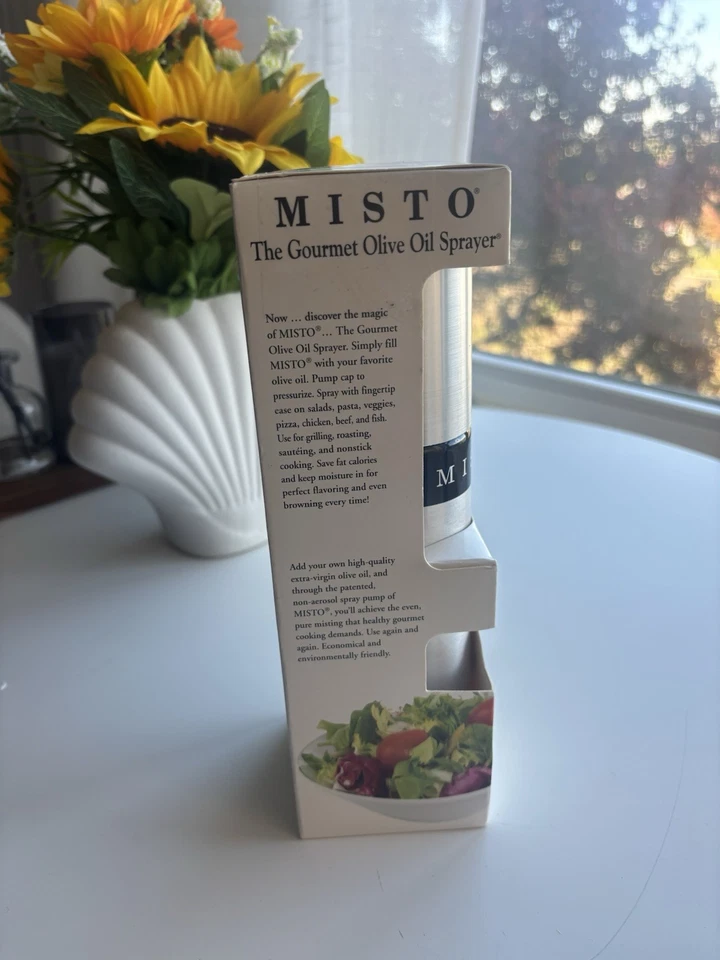 MISTO®
The Gourmet Olive Oil Sprayer®
Now ... discover the magic
of MISTO®... The Gourmet
Olive Oil Sprayer. Simply fill
MISTO® with your favorite
olive oil. Pump cap to
pressurize. Spray with fingertip
ease on salads, pasta, veggies,
pizza, chicken, beef, and fish.
Use for grilling, roasting,
sautéing, and nonstick
cooking. Save fat calories
and keep moisture in for
perfect flavoring and even
browning every time!
MI
Add your own high-quality
extra-virgin olive oil, and
through the patented,
non-aerosol spray pump of
MISTO®, you'll achieve the even,
pure misting that healthy gourmet
cooking demands. Use again and
again. Economical and
environmentally friendly.